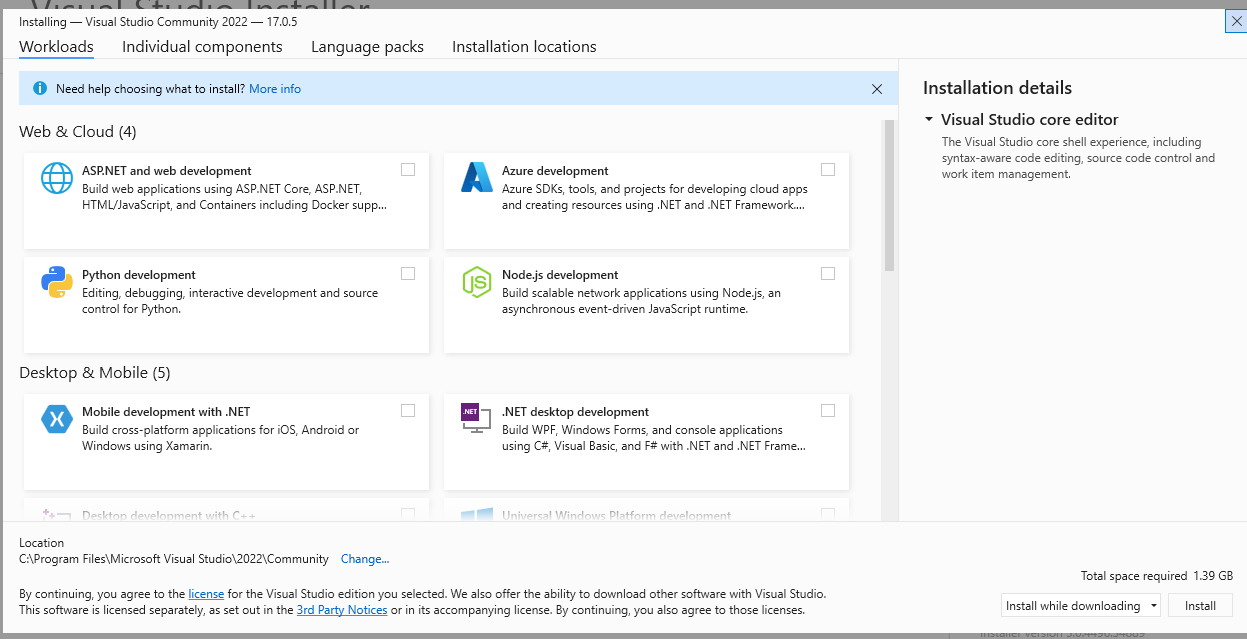 Visual Studio Installer
Installing — Visual Studio Community 2022 — 17.0.5
Workloads
Individual components
Language packs
Installation locations
Need help choosing what to install? More info
Web & Cloud (4)
ASP.NET and web development
Build web applications using ASP.NET Core, ASP.NET,
HTML/JavaScript, and Containers including Docker supp...
Azure development
Azure SDKs, tools, and projects for developing cloud apps
and creating resources using .NET and .NET Framework....
Python development
Editing, debugging, interactive development and source
control for Python.
JS
Node.js development
Build scalable network applications using Node.js, an
asynchronous event-driven JavaScript runtime.
Desktop & Mobile (5)
Mobile development with .NET
Build cross-platform applications for iOS, Android or
Windows using Xamarin.
.NET
.NET desktop development
Build WPF, Windows Forms, and console applications
using C#, Visual Basic, and F# with .NET and .NET Frame...
Desktop development with C++
Universal Windows Platform development
Installation details
Visual Studio core editor
The Visual Studio core shell experience, including
syntax-aware code editing, source code control and
work item management.
Location
C:\Program Files\Microsoft Visual Studio\2022\Community Change...
By continuing, you agree to the license for the Visual Studio edition you selected. We also offer the ability to download other software with Visual Studio.
This software is licensed separately, as set out in the 3rd Party Notices or in its accompanying license. By continuing, you also agree to those licenses.
Total space required 1.39 GB
Install while downloading
Install
Installer version